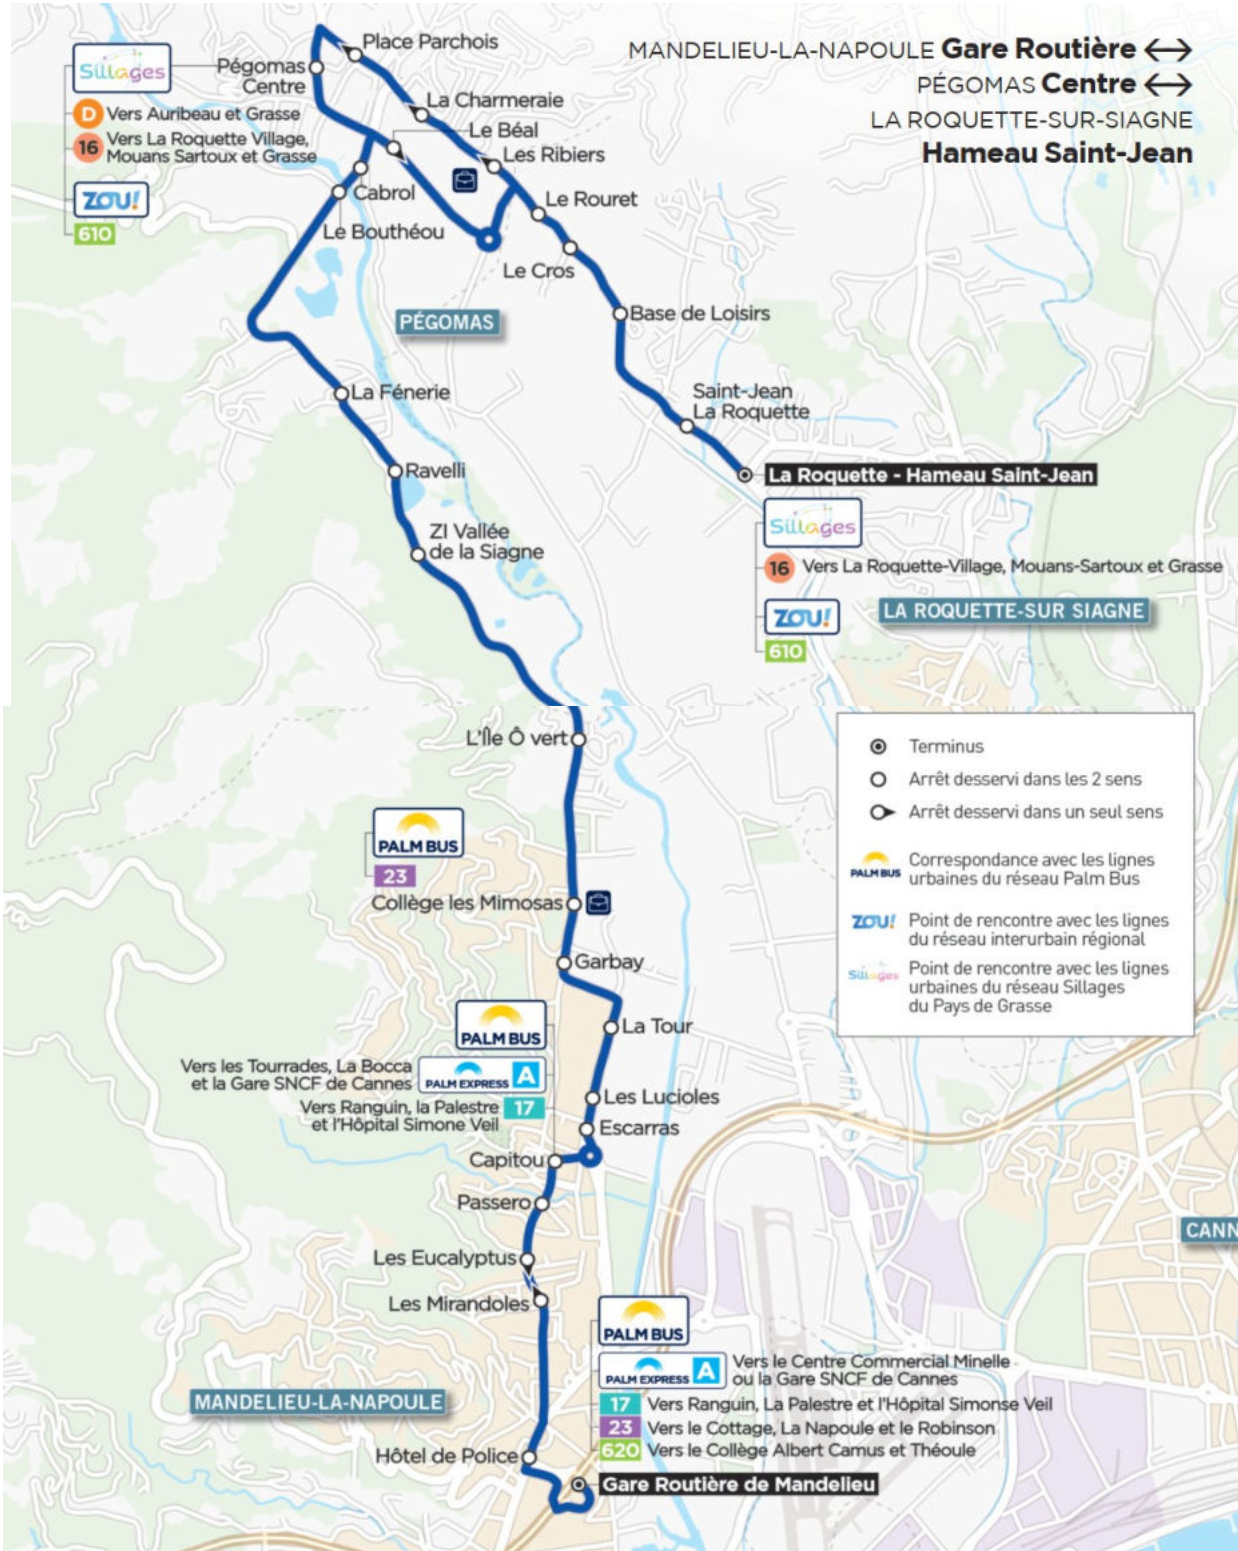 MANDELIEU-LA-NAPOULE Gare Routière
PÉGOMAS Centre
LA ROQUETTE-SUR-SIAGNE
Hameau Saint-Jean
Sillages
D Vers Auribeau et Grasse
16 Vers La Roquette Village,
Mouans Sartoux et Grasse
ZOU!
610
Pégomas
Centre
Place Parchois
La Charmeraie
Le Béal
Les Ribiers
Cabrol
Le Rouret
Le Bouthéou
Le Cros
PÉGOMAS
Base de Loisirs
La Fénerie
Saint-Jean
La Roquette
Ravelli
La Roquette - Hameau Saint-Jean
Sillages
16 Vers La Roquette-Village, Mouans-Sartoux et Grasse
ZOU!
610
LA ROQUETTE-SUR SIAGNE
ZI Vallée
de la Siagne
L'Île Ô vert
Terminus
Arrêt desservi dans les 2 sens
Arrêt desservi dans un seul sens
PALM BUS
Correspondance avec les lignes
urbaines du réseau Palm Bus
ZOU!
Point de rencontre avec les lignes
du réseau interurbain régional
Sillages
Point de rencontre avec les lignes
urbaines du réseau Sillages
du Pays de Grasse
PALM BUS
23
Collège les Mimosas
Garbay
La Tour
PALM BUS
Vers les Tourrades, La Bocca
et la Gare SNCF de Cannes
PALM EXPRESS A
Vers Ranguin, la Palestre
et l'Hôpital Simone Veil
17
Les Lucioles
Escarras
Capitou
Passero
Les Eucalyptus
Les Mirandoles
CANN
PALM BUS
PALM EXPRESS A
Vers le Centre Commercial Minelle
ou la Gare SNCF de Cannes
17 Vers Ranguin, La Palestre et l'Hôpital Simonse Veil
23 Vers le Cottage, La Napoule et le Robinson
620 Vers le Collège Albert Camus et Théoule
MANDELIEU-LA-NAPOULE
Hôtel de Police
Gare Routière de Mandelieu